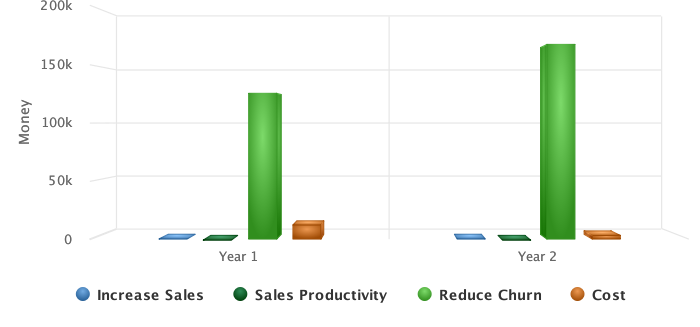 200k
150k
100k
50k
0
Money
Year 1
Year 2
Increase Sales
Sales Productivity
Reduce Churn
Cost